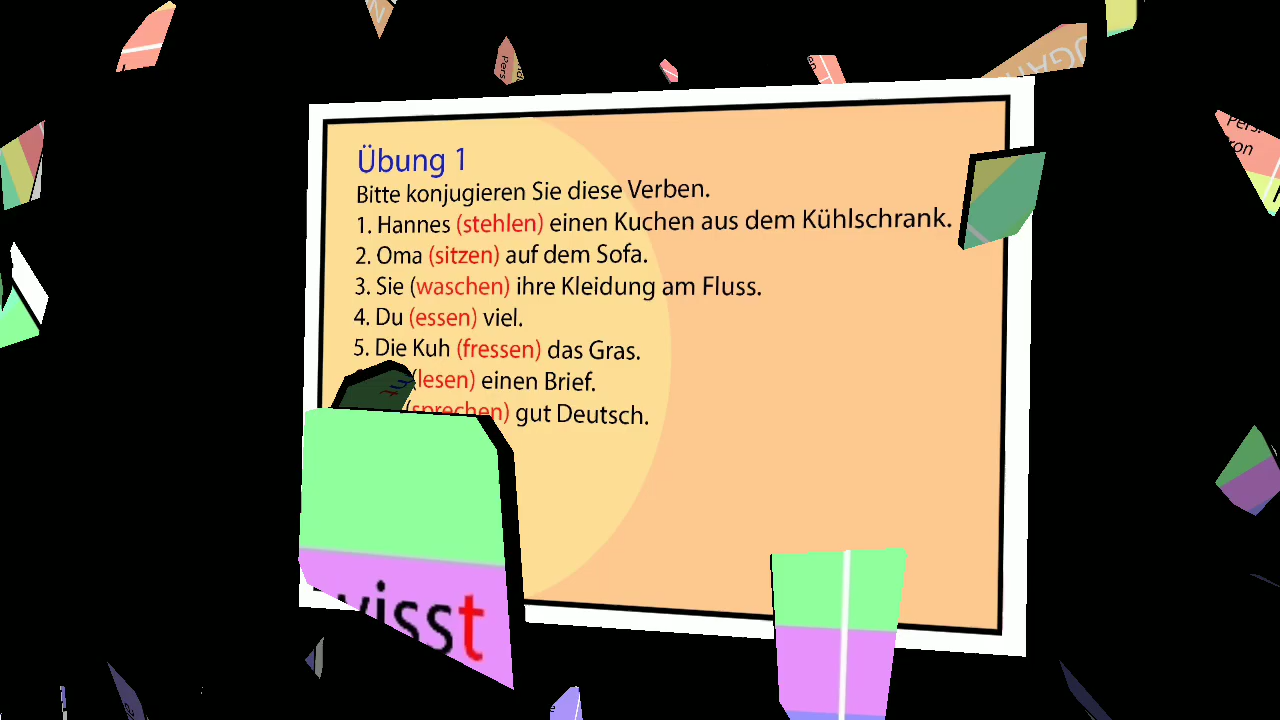 Übung 1
Bitte konjugieren Sie diese Verben.
1. Hannes (stehlen) einen Kuchen aus dem Kühlschrank.
2. Oma (sitzen) auf dem Sofa.
3. Sie (waschen) ihre Kleidung am Fluss.
4. Du (essen) viel.
5. Die Kuh (fressen) das Gras.
(lesen) einen Brief.
(sprechen) gut Deutsch.
wisst